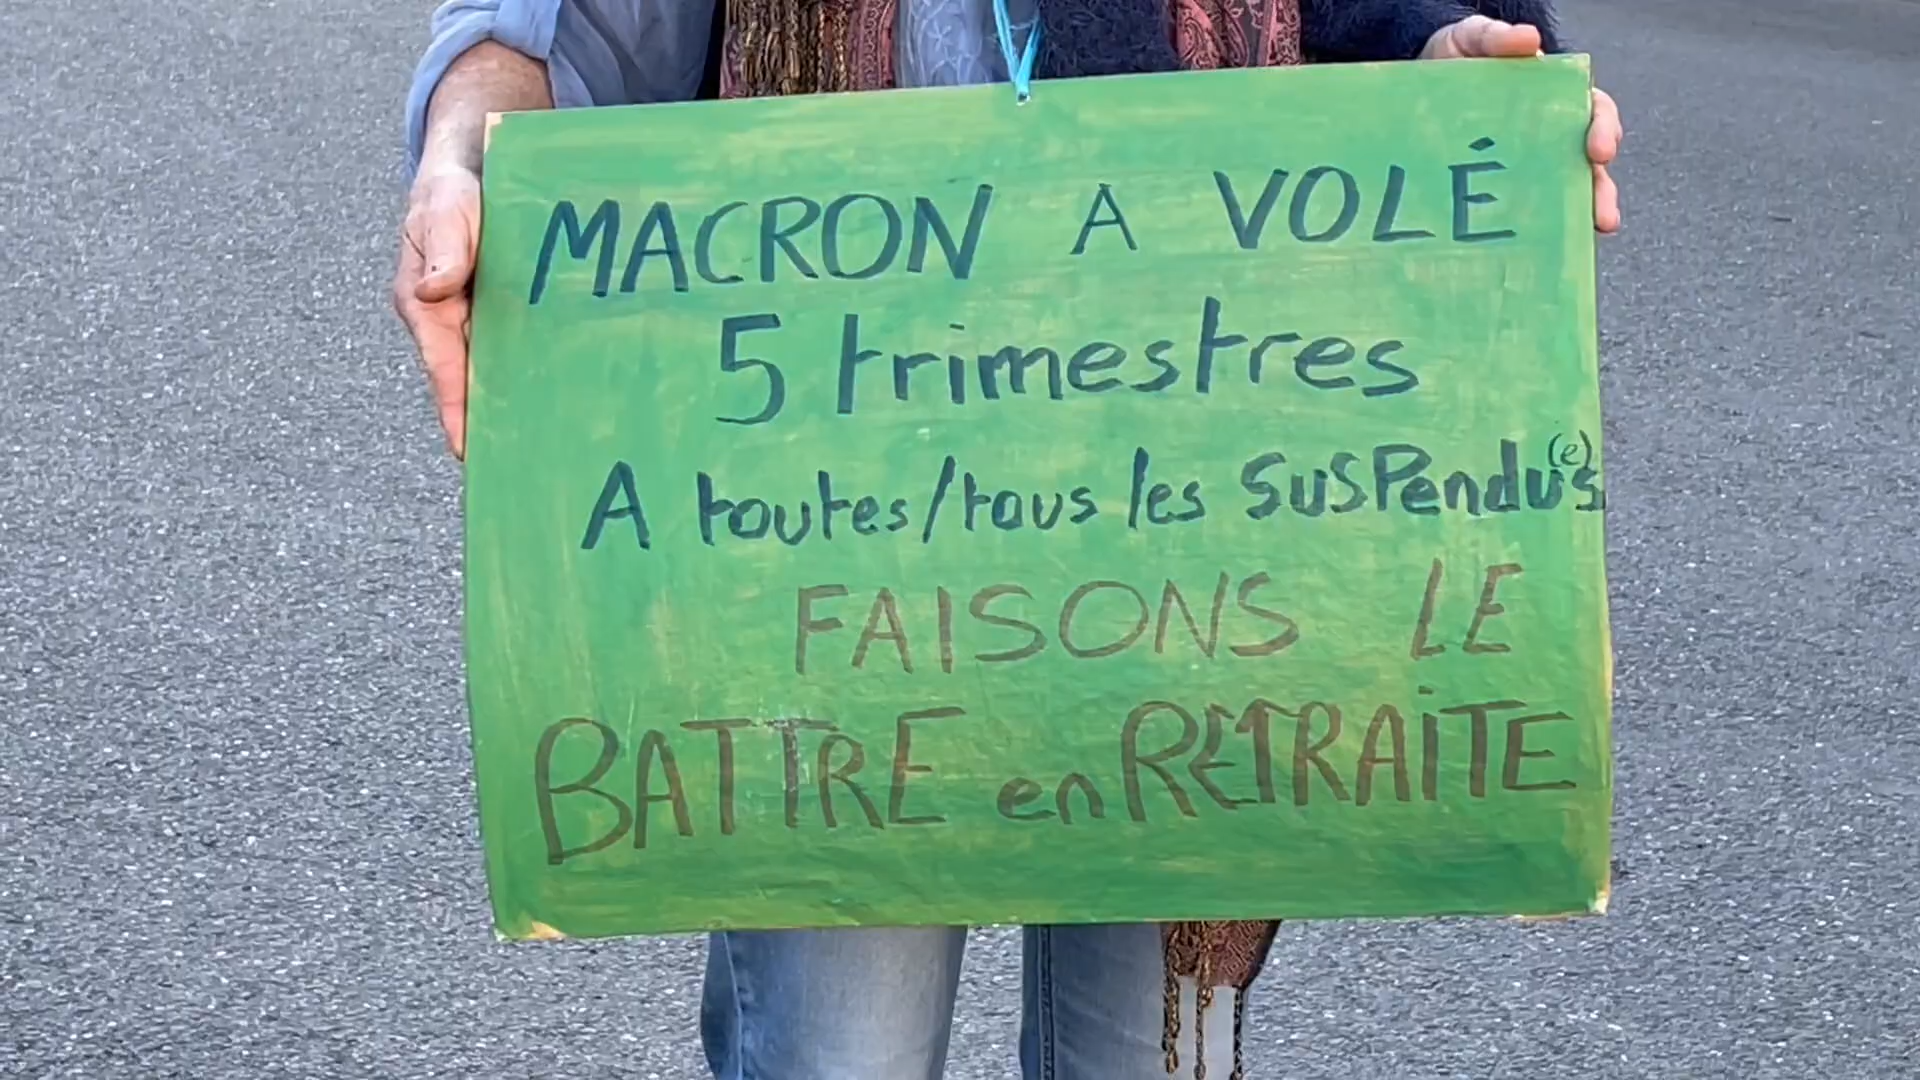 MACRON A VOLÉ
5 trimestres
A toutes/tous les suspendu(e)s
FAISONS LE
BATTRE en RETRAITE